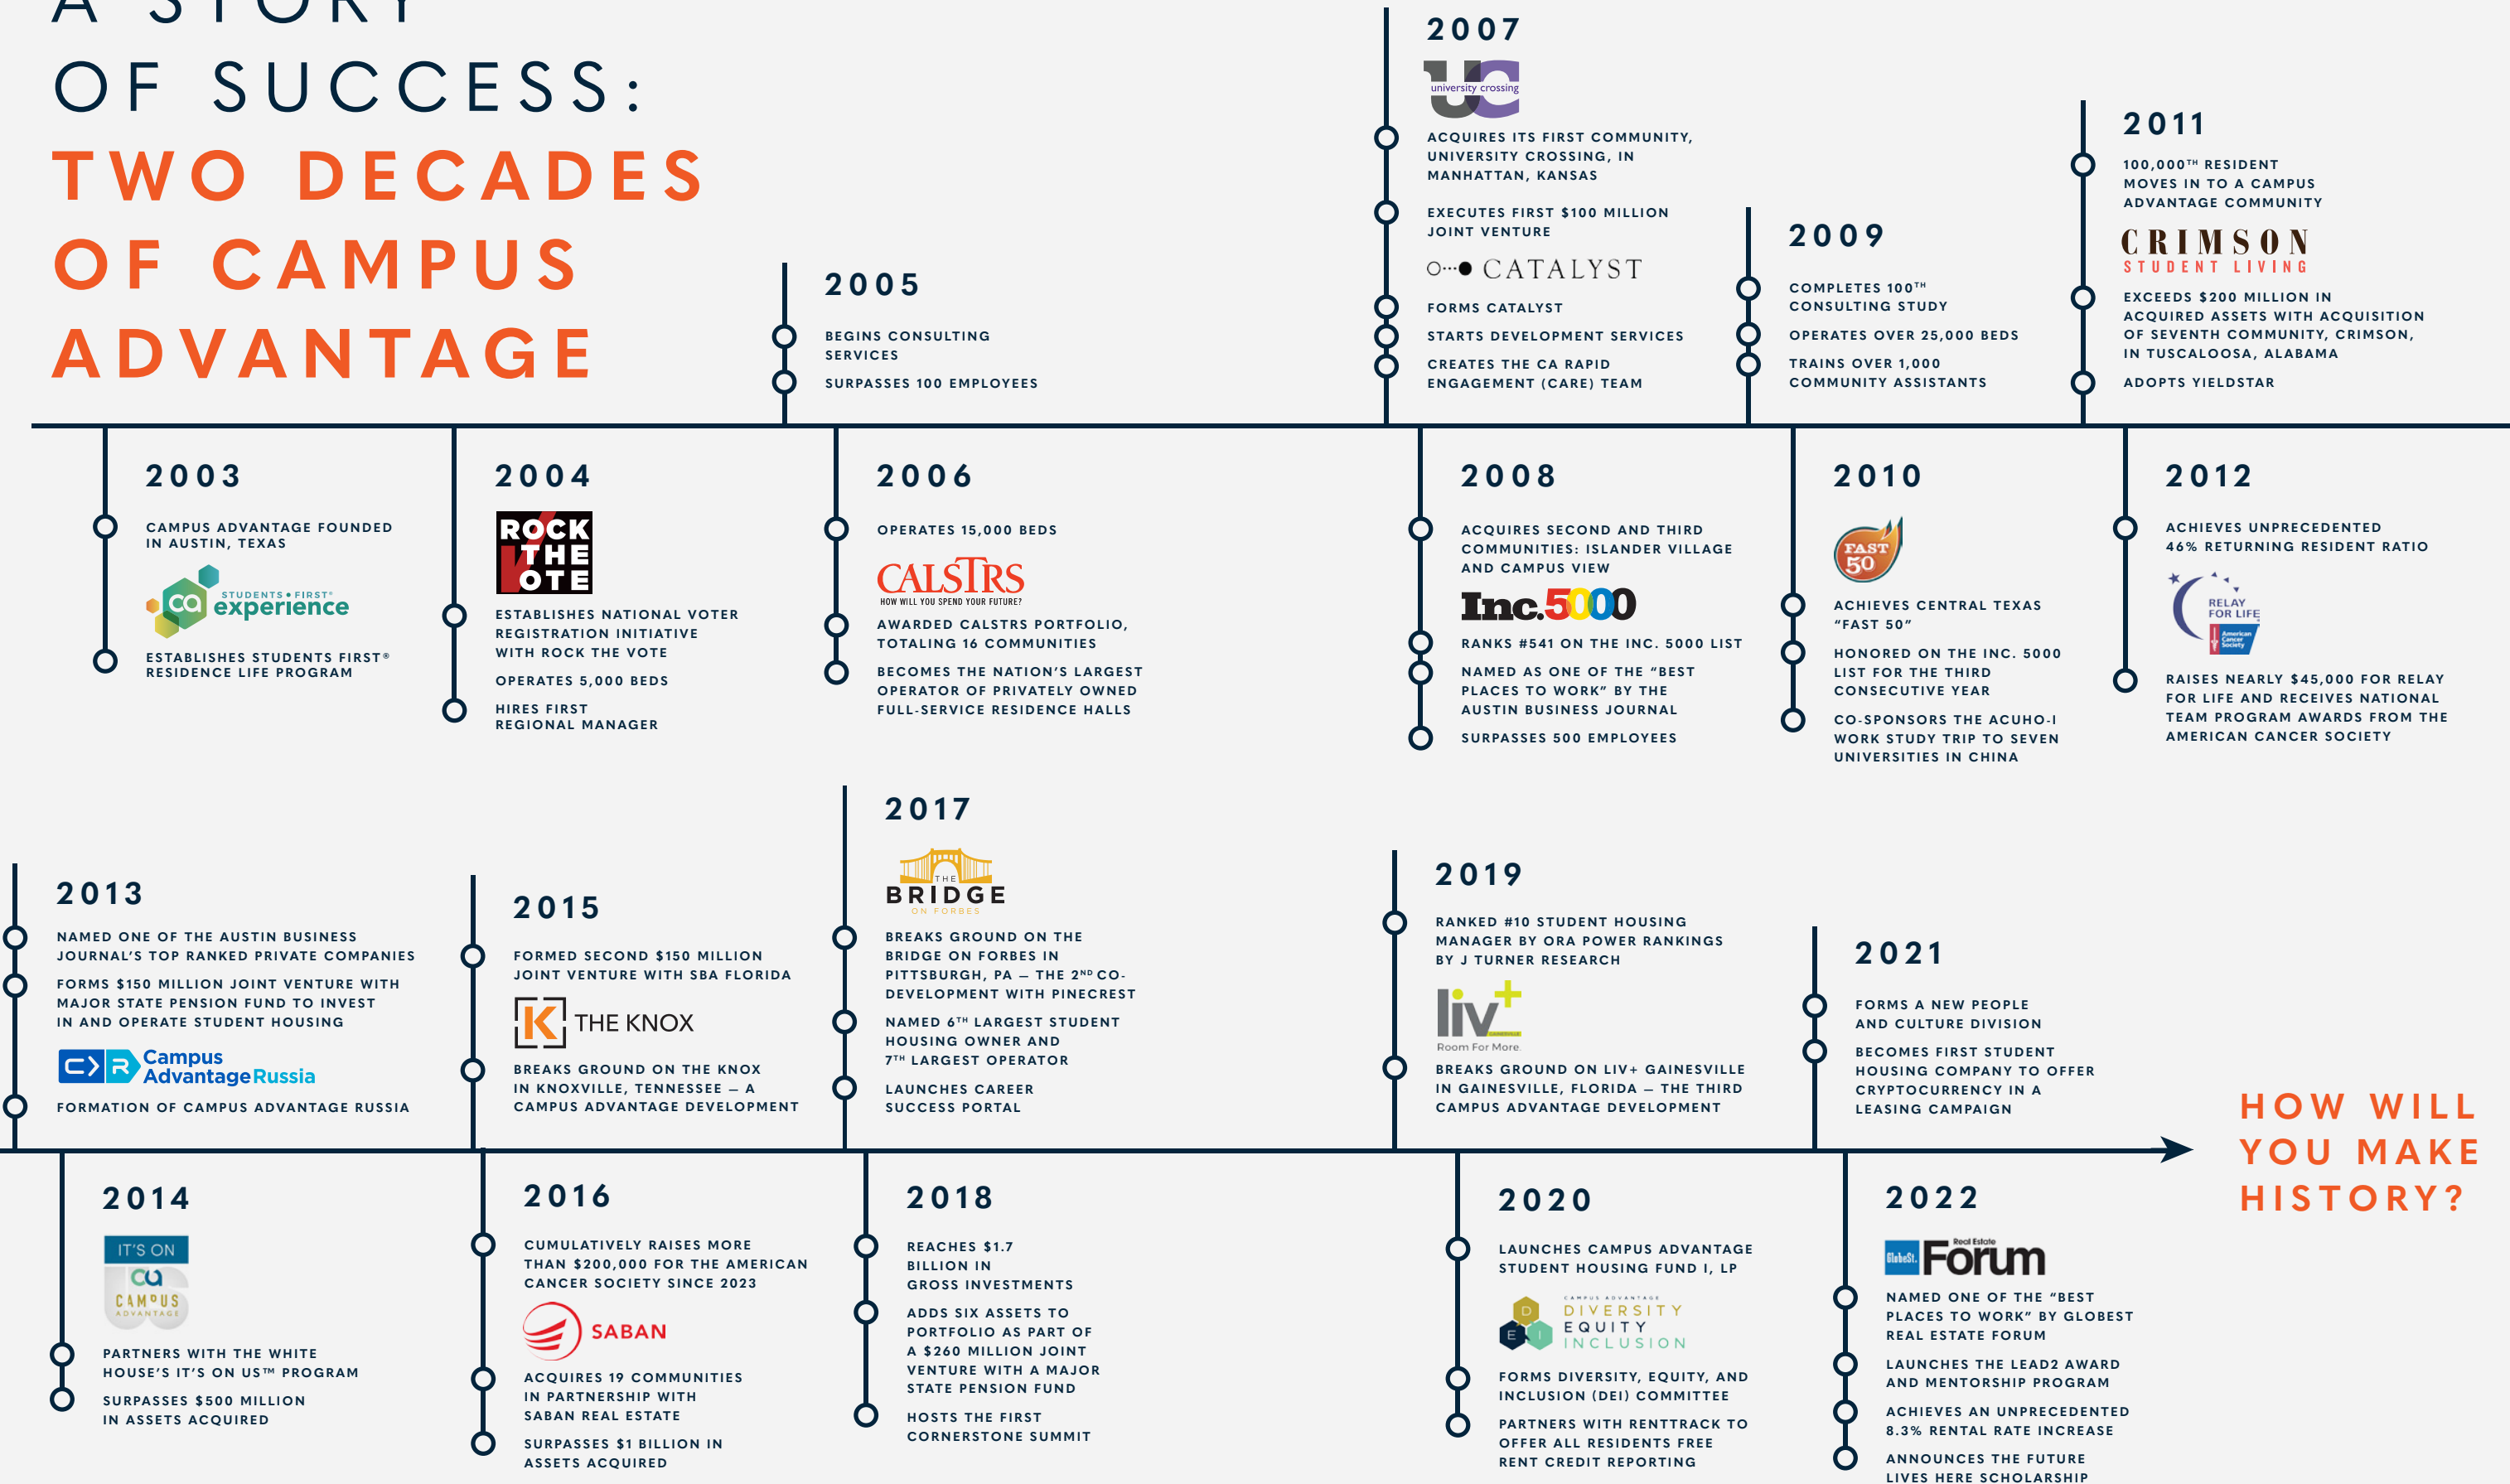 A STORY
OF SUCCESS:
TWO DECADES
OF CAMPUS
ADVANTAGE
2003
CAMPUS ADVANTAGE FOUNDED
IN AUSTIN, TEXAS
ca
STUDENTS • FIRST®
experience
ESTABLISHES STUDENTS FIRST®
RESIDENCE LIFE PROGRAM
2004
ROCK
THE
VOTE
ESTABLISHES NATIONAL VOTER
REGISTRATION INITIATIVE
WITH ROCK THE VOTE
OPERATES 5,000 BEDS
HIRES FIRST
REGIONAL MANAGER
2005
BEGINS CONSULTING
SERVICES
SURPASSES 100 EMPLOYEES
2006
OPERATES 15,000 BEDS
CALSTRS
HOW WILL YOU SPEND YOUR FUTURE?
AWARDED CALSTRS PORTFOLIO,
TOTALING 16 COMMUNITIES
BECOMES THE NATION'S LARGEST
OPERATOR OF PRIVATELY OWNED
FULL-SERVICE RESIDENCE HALLS
2007
UC
university crossing
ACQUIRES ITS FIRST COMMUNITY,
UNIVERSITY CROSSING, IN
MANHATTAN, KANSAS
EXECUTES FIRST $100 MILLION
JOINT VENTURE
CATALYST
FORMS CATALYST
STARTS DEVELOPMENT SERVICES
CREATES THE CA RAPID
ENGAGEMENT (CARE) TEAM
2008
ACQUIRES SECOND AND THIRD
COMMUNITIES: ISLANDER VILLAGE
AND CAMPUS VIEW
Inc.5000
RANKS #541 ON THE INC. 5000 LIST
NAMED AS ONE OF THE “BEST
PLACES TO WORK” BY THE
AUSTIN BUSINESS JOURNAL
SURPASSES 500 EMPLOYEES
2009
COMPLETES 100TH
CONSULTING STUDY
OPERATES OVER 25,000 BEDS
TRAINS OVER 1,000
COMMUNITY ASSISTANTS
2010
FAST
50
ACHIEVES CENTRAL TEXAS
“FAST 50”
HONORED ON THE INC. 5000
LIST FOR THE THIRD
CONSECUTIVE YEAR
CO-SPONSORS THE ACUHO-I
WORK STUDY TRIP TO SEVEN
UNIVERSITIES IN CHINA
2011
100,000TH RESIDENT
MOVES IN TO A CAMPUS
ADVANTAGE COMMUNITY
CRIMSON
STUDENT LIVING
EXCEEDS $200 MILLION IN
ACQUIRED ASSETS WITH ACQUISITION
OF SEVENTH COMMUNITY, CRIMSON,
IN TUSCALOOSA, ALABAMA
ADOPTS YIELDSTAR
2012
ACHIEVES UNPRECEDENTED
46% RETURNING RESIDENT RATIO
RELAY
FOR LIFE
American
Cancer
Society
RAISES NEARLY $45,000 FOR RELAY
FOR LIFE AND RECEIVES NATIONAL
TEAM PROGRAM AWARDS FROM THE
AMERICAN CANCER SOCIETY
2013
NAMED ONE OF THE AUSTIN BUSINESS
JOURNAL'S TOP RANKED PRIVATE COMPANIES
FORMS $150 MILLION JOINT VENTURE WITH
MAJOR STATE PENSION FUND TO INVEST
IN AND OPERATE STUDENT HOUSING
R
Campus
Advantage Russia
FORMATION OF CAMPUS ADVANTAGE RUSSIA
2014
IT'S ON
ca
CAMPUS
ADVANTAGE
PARTNERS WITH THE WHITE
HOUSE'S IT'S ON US™ PROGRAM
SURPASSES $500 MILLION
IN ASSETS ACQUIRED
2015
FORMED SECOND $150 MILLION
JOINT VENTURE WITH SBA FLORIDA
K THE KNOX
BREAKS GROUND ON THE KNOX
IN KNOXVILLE, TENNESSEE — A
CAMPUS ADVANTAGE DEVELOPMENT
2016
CUMULATIVELY RAISES MORE
THAN $200,000 FOR THE AMERICAN
CANCER SOCIETY SINCE 2023
SABAN
ACQUIRES 19 COMMUNITIES
IN PARTNERSHIP WITH
SABAN REAL ESTATE
SURPASSES $1 BILLION IN
ASSETS ACQUIRED
2017
THE
BRIDGE
ON FORBES
BREAKS GROUND ON THE
BRIDGE ON FORBES IN
PITTSBURGH, PA — THE 2ND CO-
DEVELOPMENT WITH PINECREST
NAMED 6TH LARGEST STUDENT
HOUSING OWNER AND
7TH LARGEST OPERATOR
LAUNCHES CAREER
SUCCESS PORTAL
2018
REACHES $1.7
BILLION IN
GROSS INVESTMENTS
ADDS SIX ASSETS TO
PORTFOLIO AS PART OF
A $260 MILLION JOINT
VENTURE WITH A MAJOR
STATE PENSION FUND
HOSTS THE FIRST
CORNERSTONE SUMMIT
2019
RANKED #10 STUDENT HOUSING
MANAGER BY ORA POWER RANKINGS
BY J TURNER RESEARCH
liv+
GAINESVILLE
Room For More.
BREAKS GROUND ON LIV+ GAINESVILLE
IN GAINESVILLE, FLORIDA — THE THIRD
CAMPUS ADVANTAGE DEVELOPMENT
2020
LAUNCHES CAMPUS ADVANTAGE
STUDENT HOUSING FUND I, LP
D
E I
CAMPUS ADVANTAGE
DIVERSITY
EQUITY
INCLUSION
FORMS DIVERSITY, EQUITY, AND
INCLUSION (DEI) COMMITTEE
PARTNERS WITH RENTTRACK TO
OFFER ALL RESIDENTS FREE
RENT CREDIT REPORTING
2021
FORMS A NEW PEOPLE
AND CULTURE DIVISION
BECOMES FIRST STUDENT
HOUSING COMPANY TO OFFER
CRYPTOCURRENCY IN A
LEASING CAMPAIGN
2022
GlobeSt.
Real Estate
Forum
NAMED ONE OF THE “BEST
PLACES TO WORK” BY GLOBEST
REAL ESTATE FORUM
LAUNCHES THE LEAD2 AWARD
AND MENTORSHIP PROGRAM
ACHIEVES AN UNPRECEDENTED
8.3% RENTAL RATE INCREASE
ANNOUNCES THE FUTURE
LIVES HERE SCHOLARSHIP
HOW WILL
YOU MAKE
HISTORY?